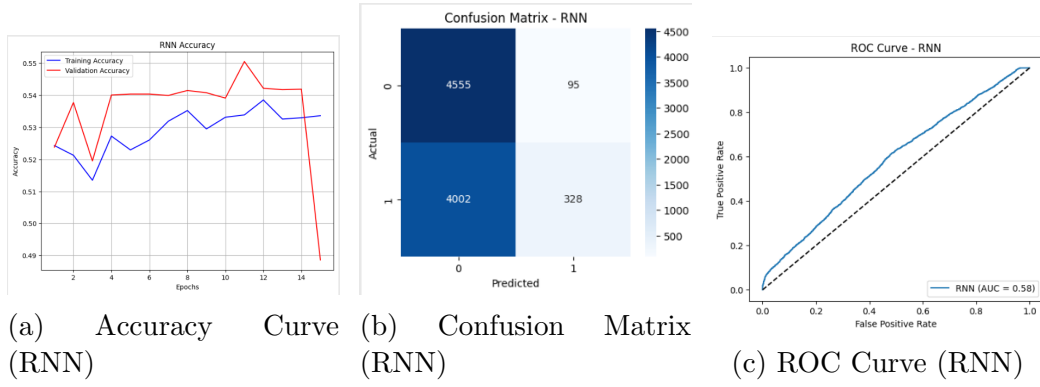 RNN Accuracy
Training Accuracy
Validation Accuracy
0.55
0.54
0.53
0.52
0.51
0.50
0.49
Accuracy
2
4
6
8
10
12
14
Epochs
(a) Accuracy Curve
(RNN)
Confusion Matrix - RNN
Actual
0
1
4555
95
4002
328
0
1
Predicted
4500
4000
3500
3000
2500
2000
1500
1000
500
(b) Confusion Matrix
(RNN)
ROC Curve - RNN
True Positive Rate
1.0
0.8
0.6
0.4
0.2
0.0
RNN (AUC = 0.58)
0.0
0.2
0.4
0.6
0.8
1.0
False Positive Rate
(c) ROC Curve (RNN)